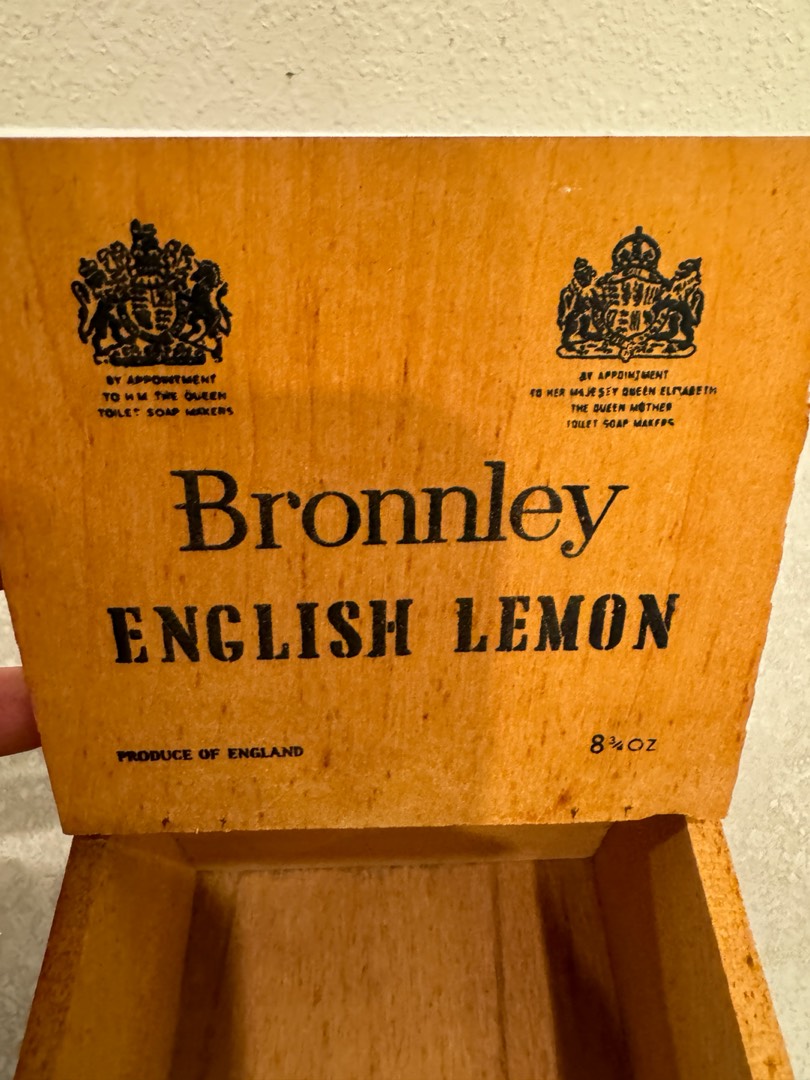 BY APPOINTMENT
TO H M THE QUEEN
TOILET SOAP MAKERS
BY APPOINTMENT
TO HER MAJESTY QUEEN ELIZABETH
THE QUEEN MOTHER
TOILET SOAP MAKERS
Bronnley
ENGLISH LEMON
PRODUCE OF ENGLAND
8¾ OZ